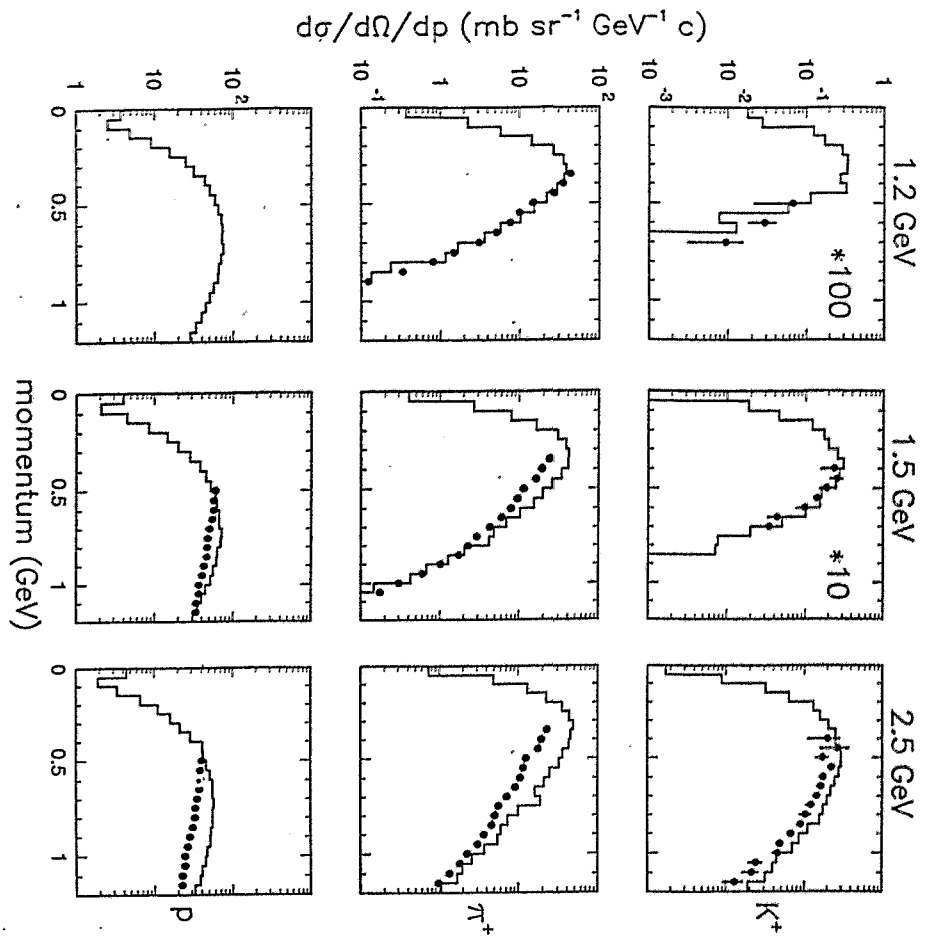 1.2 GeV 1.5 GeV 2.5 GeV
1
*100 *10
10⁻¹
10⁻²
10⁻³
K⁺
dσ/dΩ/dp (mb sr⁻¹ GeV⁻¹ c)
10²
10
1
10⁻¹
π⁺
10²
10
1
p
0 0.5 1 0 0.5 1 0 0.5 1
momentum (GeV)